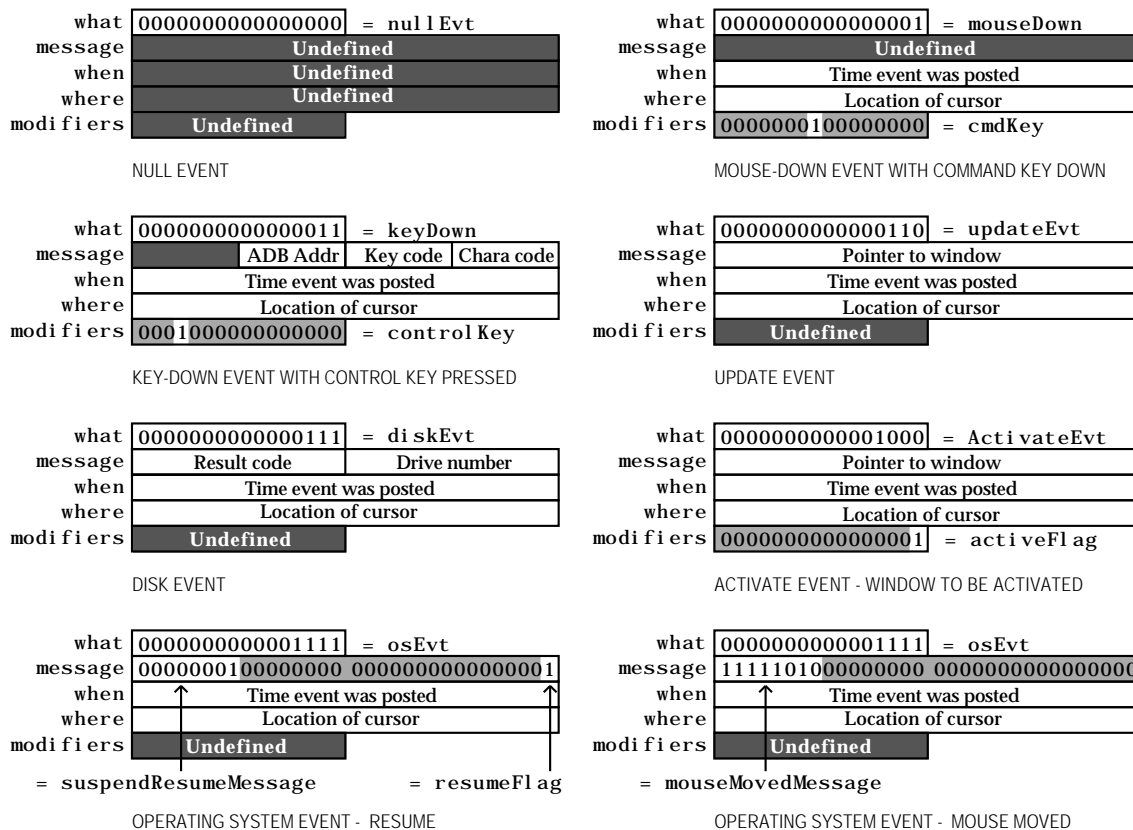 what 0000000000000000 = nullEvt
message Undefined
when Undefined
where Undefined
modifiers Undefined
NULL EVENT
what 0000000000000001 = mouseDown
message Undefined
when Time event was posted
where Location of cursor
modifiers 0000000100000000 = cmdKey
MOUSE-DOWN EVENT WITH COMMAND KEY DOWN
what 0000000000000011 = keyDown
message ADB Addr Key code Chara code
when Time event was posted
where Location of cursor
modifiers 0001000000000000 = controlKey
KEY-DOWN EVENT WITH CONTROL KEY PRESSED
what 0000000000000110 = updateEvt
message Pointer to window
when Time event was posted
where Location of cursor
modifiers Undefined
UPDATE EVENT
what 0000000000000111 = diskEvt
message Result code Drive number
when Time event was posted
where Location of cursor
modifiers Undefined
DISK EVENT
what 0000000000001000 = ActivateEvt
message Pointer to window
when Time event was posted
where Location of cursor
modifiers 0000000000000001 = activeFlag
ACTIVATE EVENT - WINDOW TO BE ACTIVATED
what 0000000000001111 = osEvt
message 0000000100000000 0000000000000001
when Time event was posted
where Location of cursor
modifiers Undefined
= suspendResumeMessage = resumeFlag
OPERATING SYSTEM EVENT - RESUME
what 0000000000001111 = osEvt
message 1111101000000000 0000000000000000
when Time event was posted
where Location of cursor
modifiers Undefined
= mouseMovedMessage
OPERATING SYSTEM EVENT - MOUSE MOVED